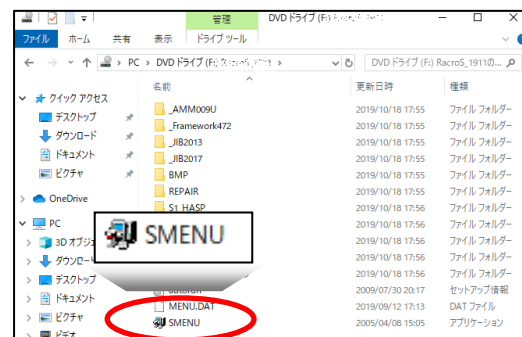 管理
DVD ドライブ (F:)
ファイル ホーム 共有 表示 ドライブ ツール
PC › DVD ドライブ (F:)
DVD ドライブ (F:) RacroS_1911の...
名前 更新日時 種類
クイック アクセス
デスクトップ
ダウンロード
ドキュメント
ピクチャ
OneDrive
PC
3D オブジェ
ダウンロード
デスクトップ
ドキュメント
ピクチャ
ビデオ
_AMM009U 2019/10/18 17:55 ファイル フォルダー
_Framework472 2019/10/18 17:55 ファイル フォルダー
_JIB2013 2019/10/18 17:55 ファイル フォルダー
_JIB2017 2019/10/18 17:55 ファイル フォルダー
BMP 2019/10/18 17:55 ファイル フォルダー
REPAIR 2019/10/18 17:56 ファイル フォルダー
S1_HASP 2019/10/18 17:56 ファイル フォルダー
2019/10/18 17:56 ファイル フォルダー
2019/10/18 17:56 ファイル フォルダー
2019/10/18 17:56 ファイル フォルダー
2019/10/18 17:56 ファイル フォルダー
autorun 2009/07/30 20:17 セットアップ情報
MENU.DAT 2019/09/12 17:13 DAT ファイル
SMENU 2005/04/08 15:05 アプリケーション
SMENU